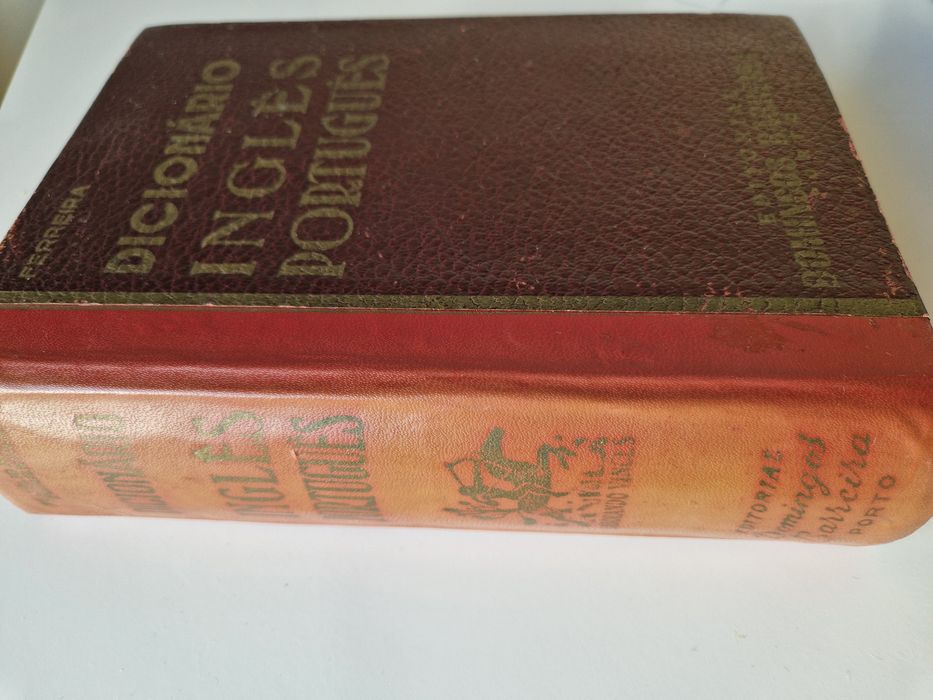 FERREIRA
DICIONÁRIO
INGLÊS
PORTUGUÊS
DOMINGOS BARREIRA
DICIONÁRIO
INGLÊS
PORTUGUÊS
EDITORIAL
Domingos
Barreira
PORTO